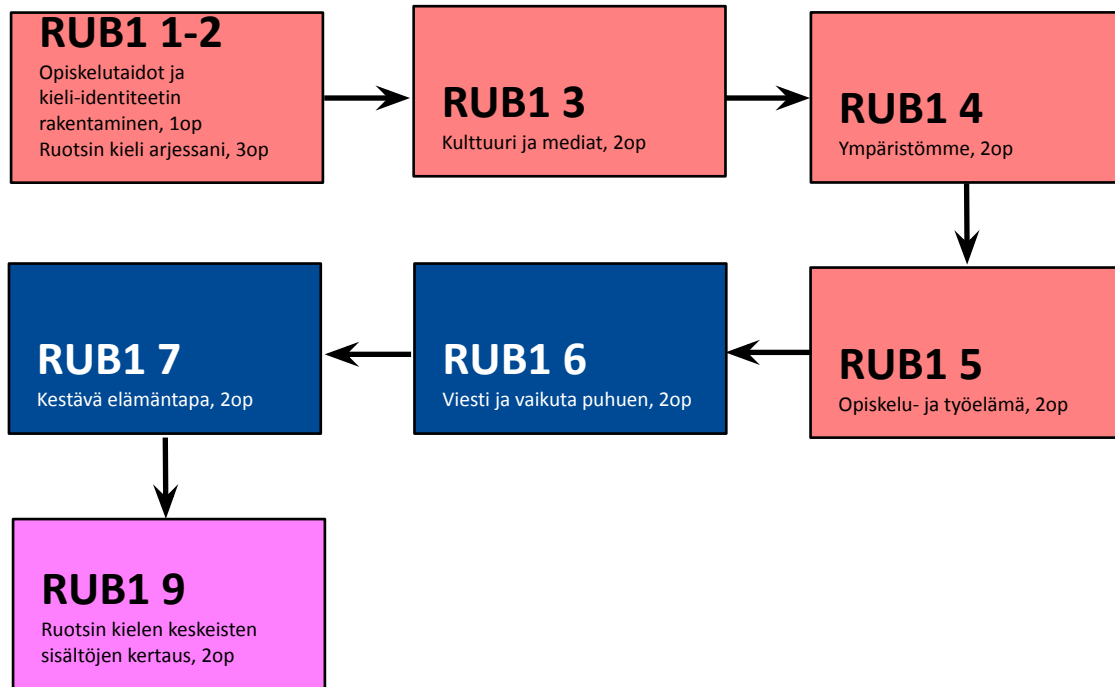 RUB1 1-2
Opiskelutaidot ja
kieli-identiteetin
rakentaminen, 1op
Ruotsin kieli arjessani, 3op
RUB1 3
Kulttuuri ja mediat, 2op
RUB1 4
Ympäristömme, 2op
RUB1 5
Opiskelu- ja työelämä, 2op
RUB1 6
Viesti ja vaikuta puhuen, 2op
RUB1 7
Kestävä elämäntapa, 2op
RUB1 9
Ruotsin kielen keskeisten
sisältöjen kertaus, 2op